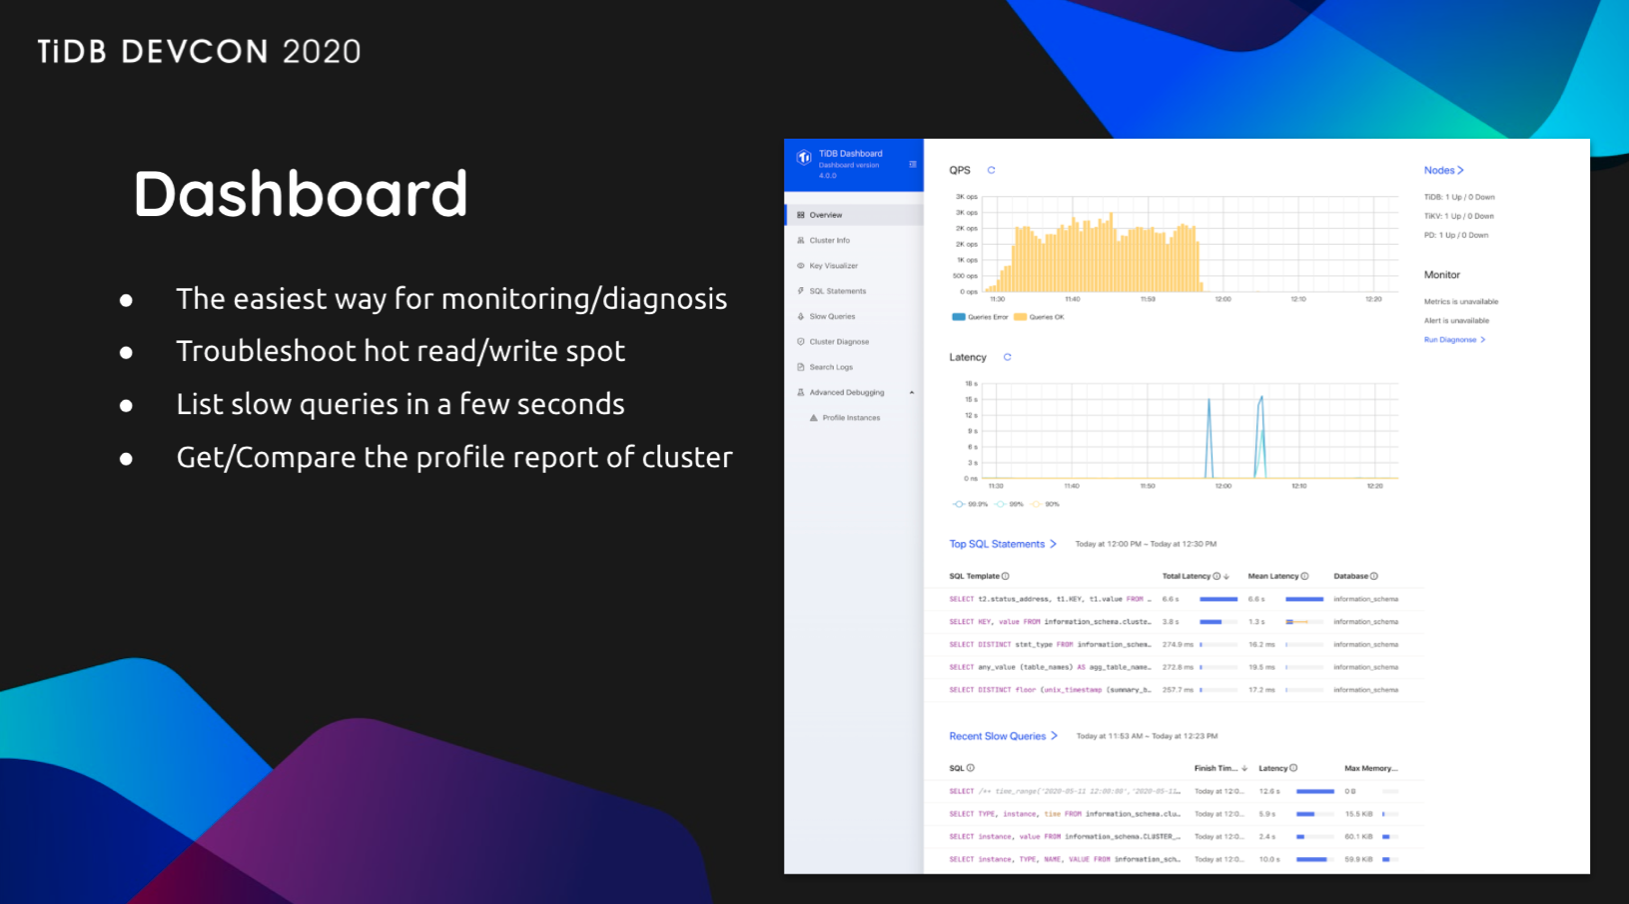 TiDB DEVCON 2020
Dashboard
● The easiest way for monitoring/diagnosis
● Troubleshoot hot read/write spot
● List slow queries in a few seconds
● Get/Compare the profile report of cluster
TiDB Dashboard
Dashboard version
4.0.0
Overview
Cluster Info
Key Visualizer
SQL Statements
Slow Queries
Cluster Diagnose
Search Logs
Advanced Debugging
Profile Instances
QPS
3K ops
3K ops
2K ops
2K ops
1K ops
500 ops
0 ops
11:30 11:40 11:50 12:00 12:10 12:20
Queries Error Queries OK
Latency
18 s
15 s
12 s
9 s
6 s
3 s
0 ns
11:30 11:40 11:50 12:00 12:10 12:20
99.9% 99% 90%
Nodes >
TiDB: 1 Up / 0 Down
TiKV: 1 Up / 0 Down
PD: 1 Up / 0 Down
Monitor
Metrics is unavailable
Alert is unavailable
Run Diagnonse >
Top SQL Statements > Today at 12:00 PM ~ Today at 12:30 PM
SQL Template Total Latency Mean Latency Database
SELECT t2.status_address, t1.KEY, t1.value FROM … 6.6 s 6.6 s information_schema
SELECT KEY, value FROM information_schema.cluste… 3.8 s 1.3 s information_schema
SELECT DISTINCT stmt_type FROM information_schem… 274.9 ms 16.2 ms information_schema
SELECT any_value (table_names) AS agg_table_name… 272.8 ms 19.5 ms information_schema
SELECT DISTINCT floor (unix_timestamp (summary_b… 257.7 ms 17.2 ms information_schema
Recent Slow Queries > Today at 11:53 AM ~ Today at 12:23 PM
SQL Finish Tim... Latency Max Memory...
SELECT /*+ time_range('2020-05-11 12:00:00','2020-05-11… Today at 12:0... 12.6 s 0 B
SELECT TYPE, instance, time FROM information_schema.clu… Today at 12:0... 5.9 s 15.5 KiB
SELECT instance, value FROM information_schema.CLUSTER_… Today at 12:0... 2.4 s 60.1 KiB
SELECT instance, TYPE, NAME, VALUE FROM information_sch… Today at 12:0... 10.0 s 59.9 KiB